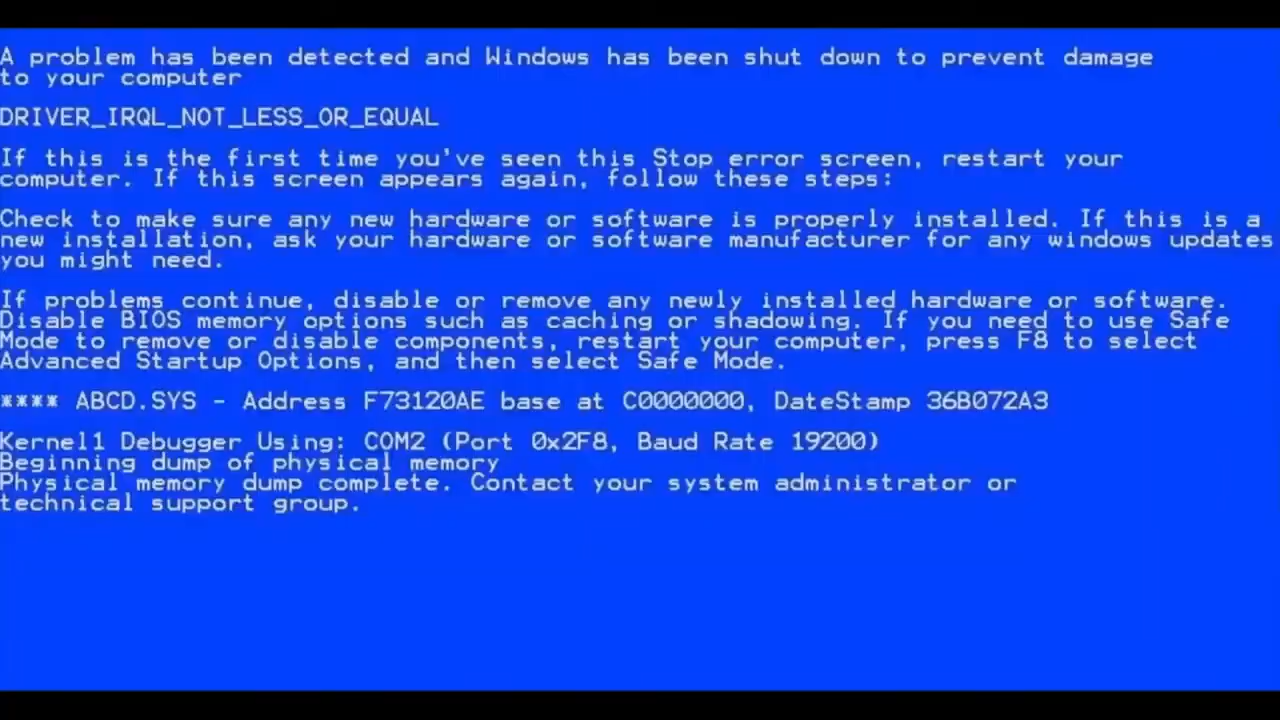 A problem has been detected and Windows has been shut down to prevent damage
to your computer
DRIVER_IRQL_NOT_LESS_OR_EQUAL
If this is the first time you've seen this Stop error screen, restart your
computer. If this screen appears again, follow these steps:
Check to make sure any new hardware or software is properly installed. If this is a
new installation, ask your hardware or software manufacturer for any windows updates
you might need.
If problems continue, disable or remove any newly installed hardware or software.
Disable BIOS memory options such as caching or shadowing. If you need to use Safe
Mode to remove or disable components, restart your computer, press F8 to select
Advanced Startup Options, and then select Safe Mode.
**** ABCD.SYS - Address F73120AE base at C0000000, DateStamp 36B072A3
Kernel1 Debugger Using: COM2 (Port 0x2F8, Baud Rate 19200)
Beginning dump of physical memory
Physical memory dump complete. Contact your system administrator or
technical support group.